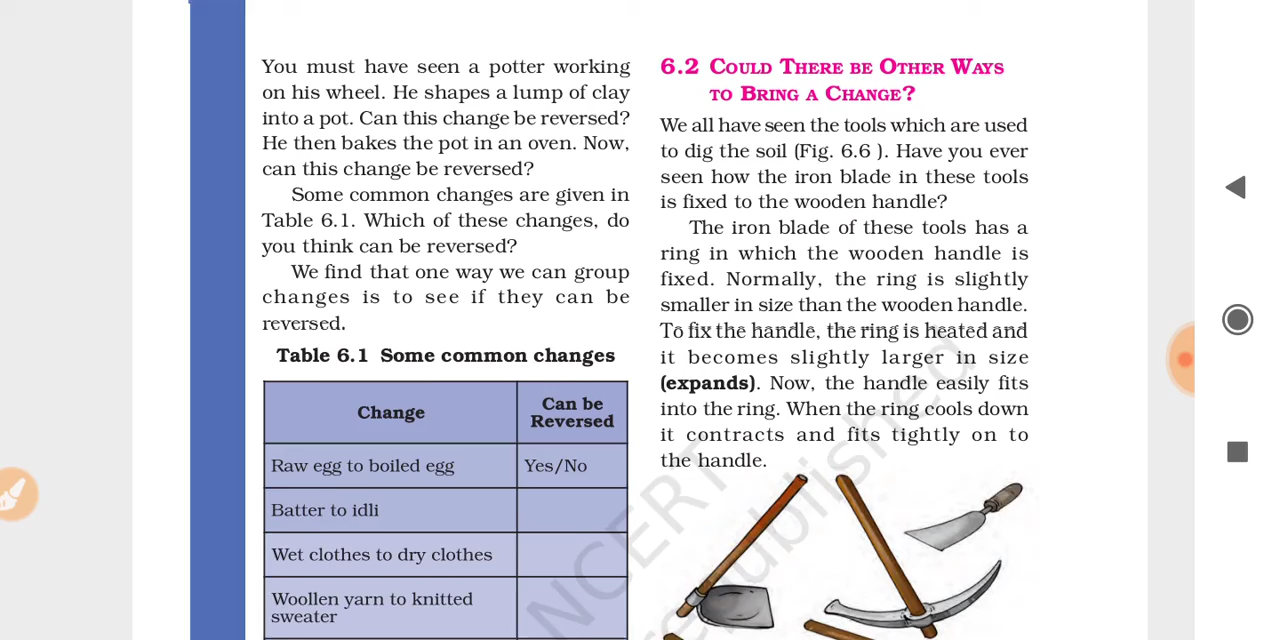 You must have seen a potter working
on his wheel. He shapes a lump of clay
into a pot. Can this change be reversed?
He then bakes the pot in an oven. Now,
can this change be reversed?
Some common changes are given in
Table 6.1. Which of these changes, do
you think can be reversed?
We find that one way we can group
changes is to see if they can be
reversed.
Table 6.1 Some common changes
Change
Can be
Reversed
Raw egg to boiled egg
Yes/No
Batter to idli
Wet clothes to dry clothes
Woollen yarn to knitted
sweater
6.2 COULD THERE BE OTHER WAYS
TO BRING A CHANGE?
We all have seen the tools which are used
to dig the soil (Fig. 6.6 ). Have you ever
seen how the iron blade in these tools
is fixed to the wooden handle?
The iron blade of these tools has a
ring in which the wooden handle is
fixed. Normally, the ring is slightly
smaller in size than the wooden handle.
To fix the handle, the ring is heated and
it becomes slightly larger in size
(expands). Now, the handle easily fits
into the ring. When the ring cools down
it contracts and fits tightly on to
the handle.
NCERT
republished